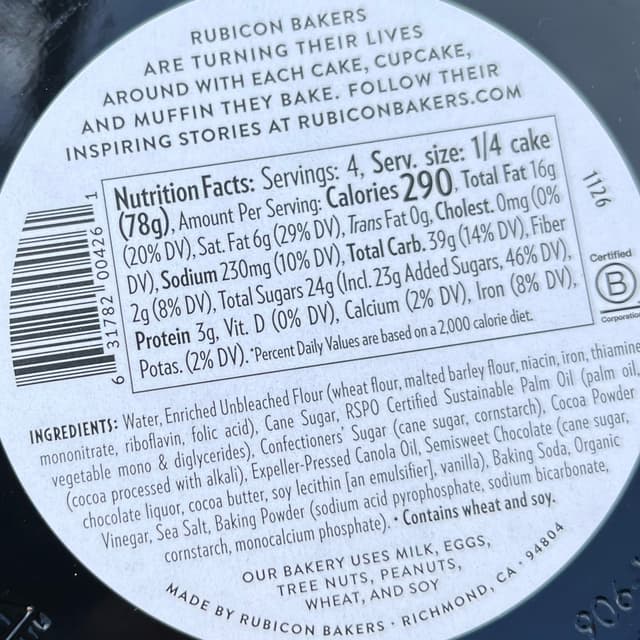 RUBICON BAKERS
ARE TURNING THEIR LIVES
AROUND WITH EACH CAKE, CUPCAKE,
AND MUFFIN THEY BAKE. FOLLOW THEIR
INSPIRING STORIES AT RUBICONBAKERS.COM
Nutrition Facts: Servings: 4, Serv. size: 1/4 cake
(78g), Amount Per Serving: Calories 290, Total Fat 16g
(20% DV), Sat. Fat 6g (29% DV), Trans Fat 0g, Cholest. 0mg (0%
DV), Sodium 230mg (10% DV), Total Carb. 39g (14% DV), Fiber
2g (8% DV), Total Sugars 24g (Incl. 23g Added Sugars, 46% DV),
Protein 3g, Vit. D (0% DV), Calcium (2% DV), Iron (8% DV),
Potas. (2% DV). *Percent Daily Values are based on a 2,000 calorie diet.
6 31782 00426 1
1126
Certified
B
Corporation
INGREDIENTS: Water, Enriched Unbleached Flour (wheat flour, malted barley flour, niacin, iron, thiamine
mononitrate, riboflavin, folic acid), Cane Sugar, RSPO Certified Sustainable Palm Oil (palm oil,
vegetable mono & diglycerides), Confectioners' Sugar (cane sugar, cornstarch), Cocoa Powder
(cocoa processed with alkali), Expeller-Pressed Canola Oil, Semisweet Chocolate (cane sugar,
chocolate liquor, cocoa butter, soy lecithin [an emulsifier], vanilla), Baking Soda, Organic
Vinegar, Sea Salt, Baking Powder (sodium acid pyrophosphate, sodium bicarbonate,
cornstarch, monocalcium phosphate). • Contains wheat and soy.
OUR BAKERY USES MILK, EGGS,
TREE NUTS, PEANUTS,
WHEAT, AND SOY
MADE BY RUBICON BAKERS • RICHMOND, CA • 94804